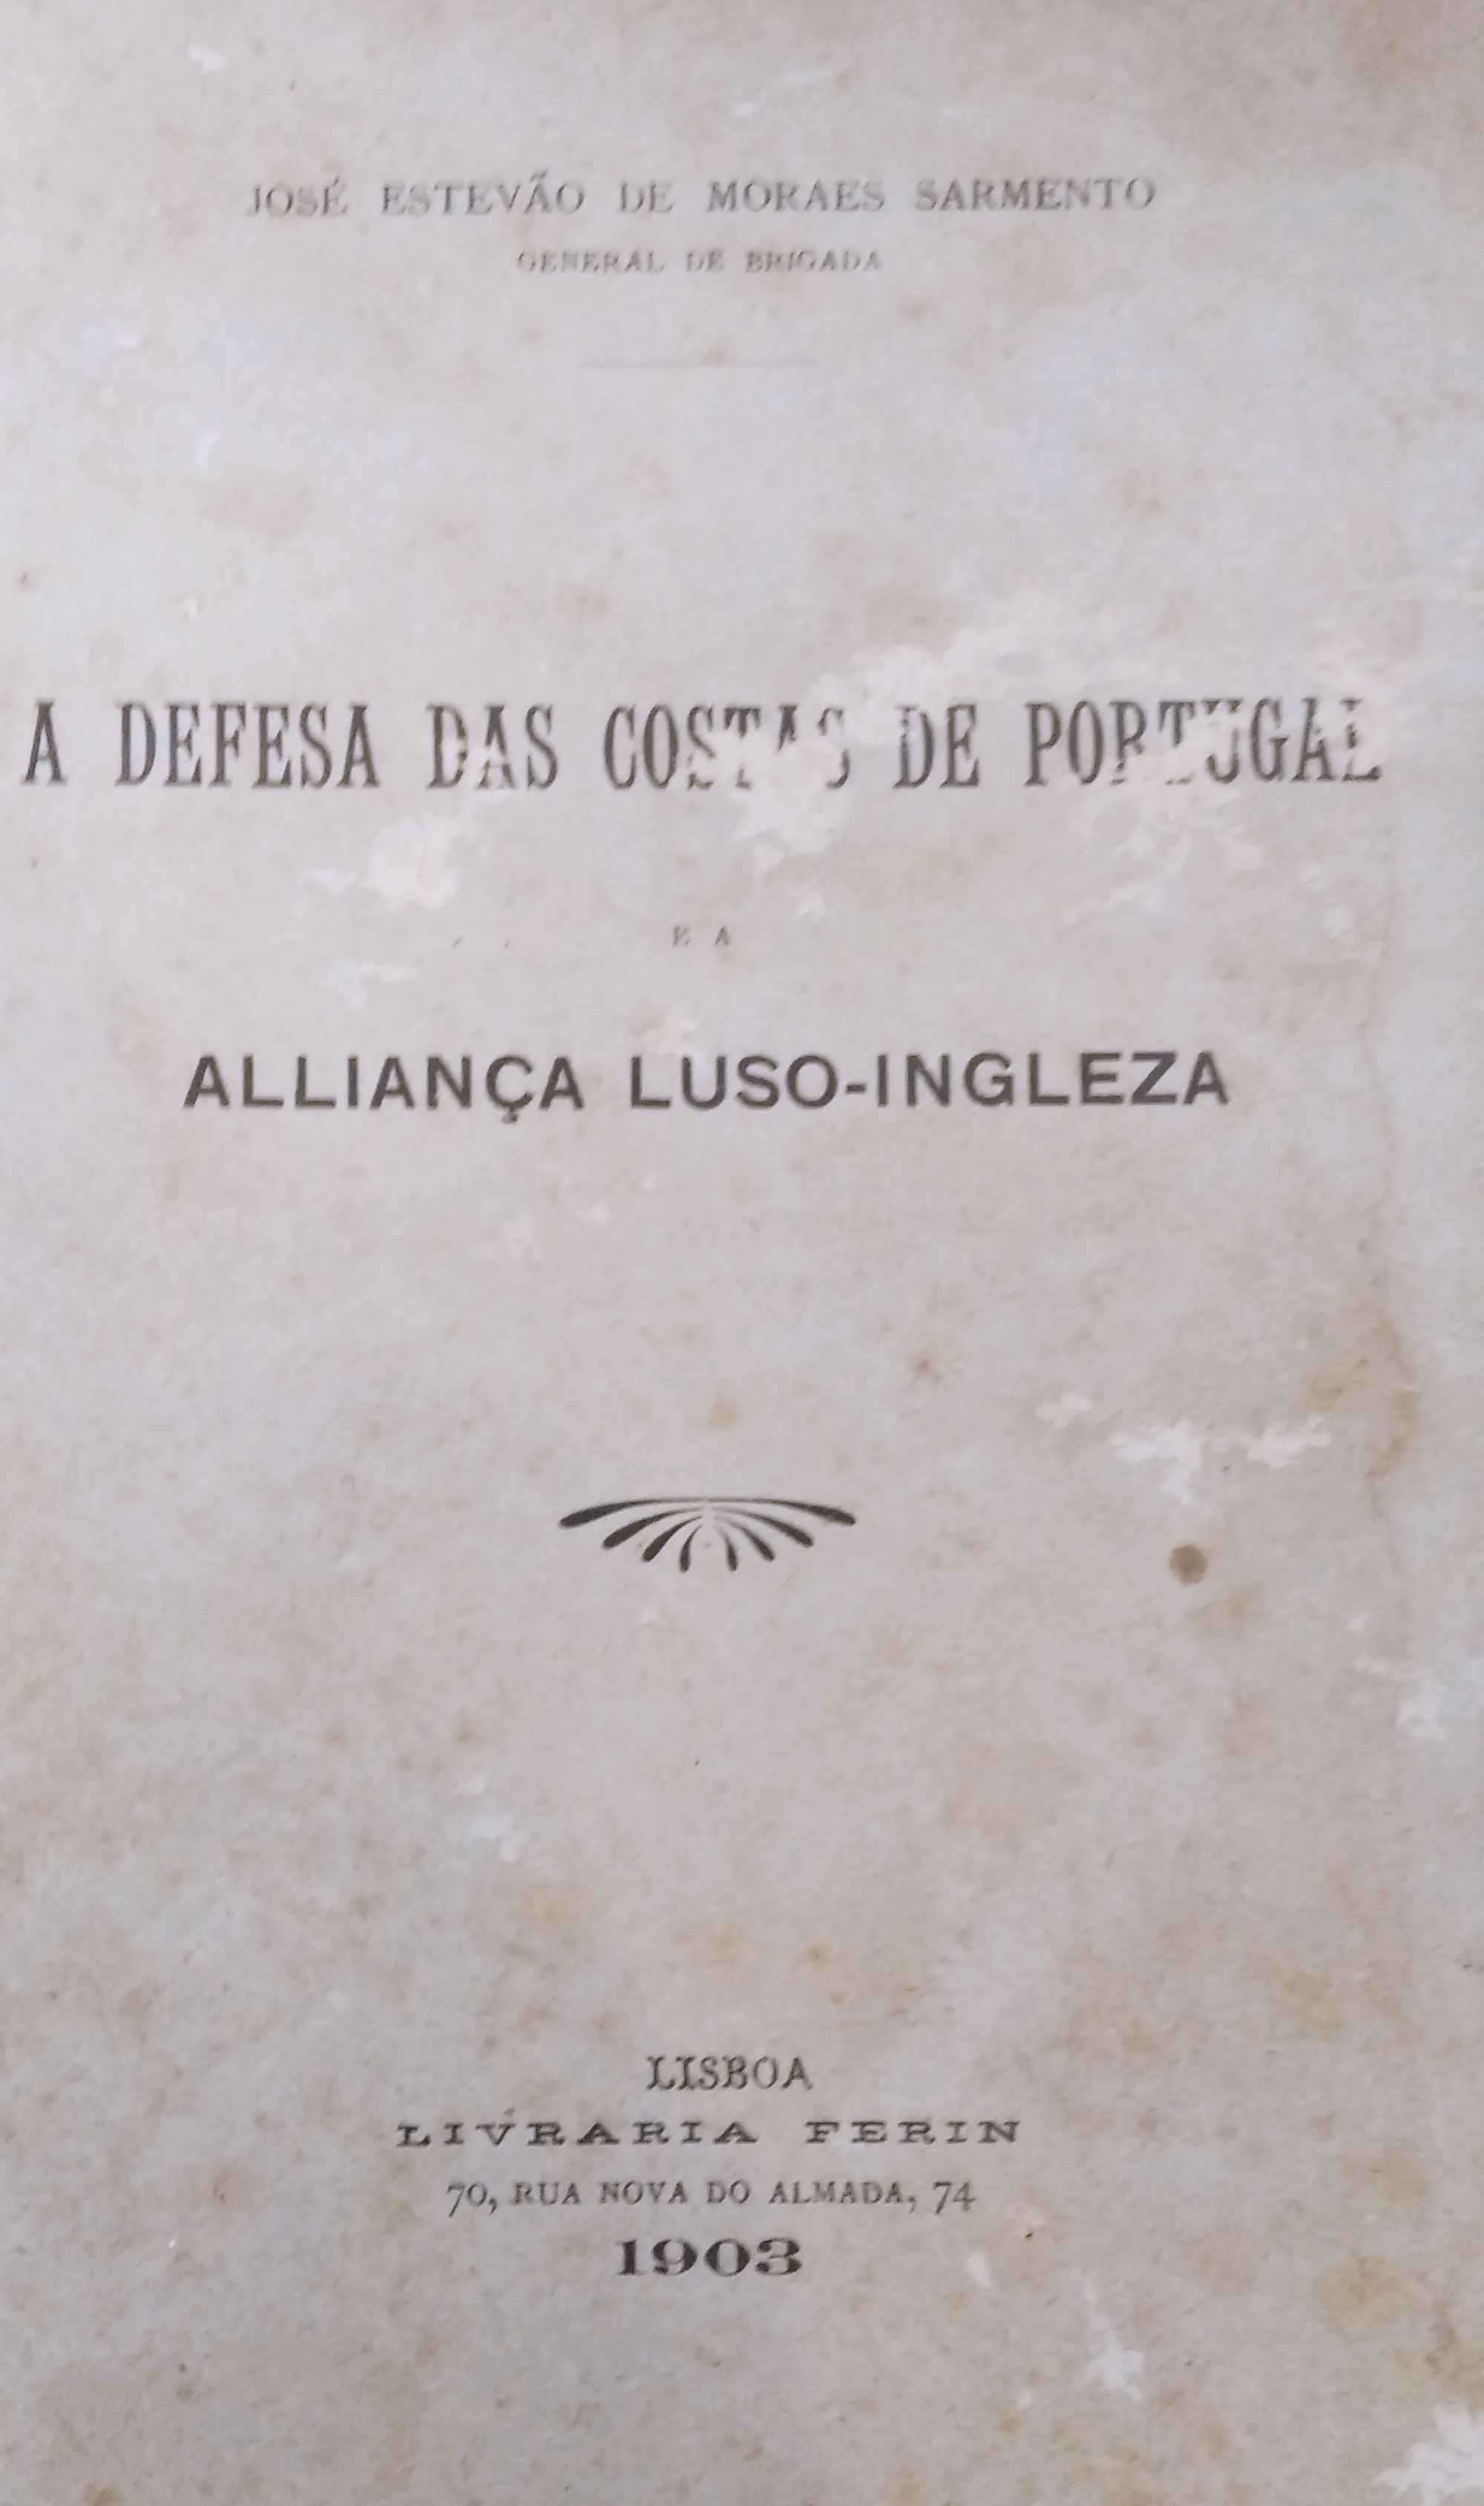 JOSÉ ESTEVÃO DE MORAES SARMENTO
GENERAL DE BRIGADA
A DEFESA DAS COSTAS DE PORTUGAL
E A
ALLIANÇA LUSO-INGLEZA
LISBOA
LIVRARIA FERIN
70, RUA NOVA DO ALMADA, 74
1903